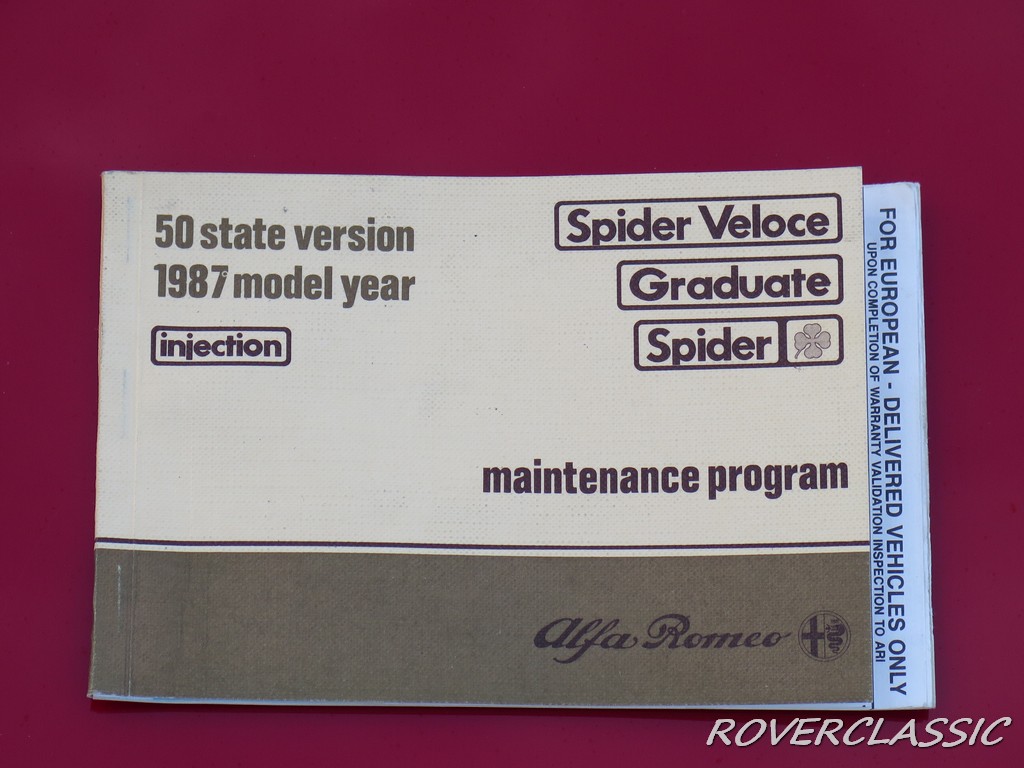 50 state version
1987 model year
injection
Spider Veloce
Graduate
Spider
maintenance program
Alfa Romeo
FOR EUROPEAN - DELIVERED VEHICLES ONLY
UPON COMPLETION OF WARRANTY VALIDATION INSPECTION TO ARI
ROVERCLASSIC